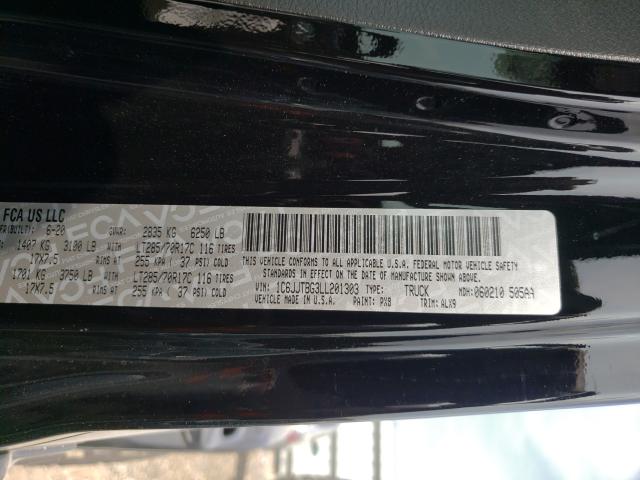 FCA US LLC
FR(BUILT): 6-20 GVWR: 2835 KG 6250 LB
1407 KG 3100 LB WITH LT285/70R17C 116 TIRES
17X7.5 RIMS AT 255 KPA ( 37 PSI) COLD
1701 KG 3750 LB WITH LT285/70R17C 116 TIRES
17X7.5 RIMS AT 255 KPA ( 37 PSI) COLD
THIS VEHICLE CONFORMS TO ALL APPLICABLE U.S.A. FEDERAL MOTOR VEHICLE SAFETY
STANDARDS IN EFFECT ON THE DATE OF MANUFACTURE SHOWN ABOVE.
VIN: 1C6JJTBG3LL201303 TYPE: TRUCK MDH:060210 505AA
MADE IN U.S.A. PAINT: PX8 TRIM: ALX9